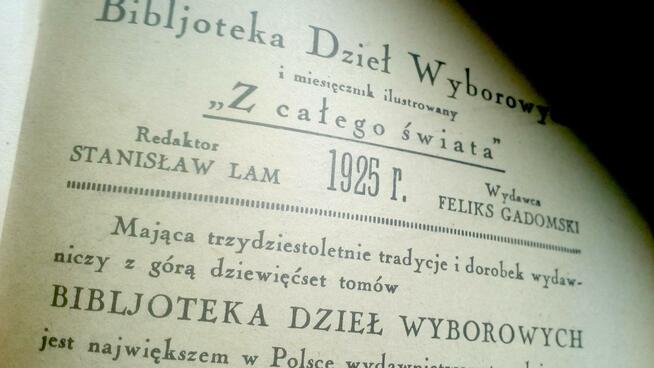 Bibljoteka Dzieł Wyborowy
i miesięcznik ilustrowany
„Z całego świata”
Redaktor
STANISŁAW LAM
1925 r.
Wydawca
FELIKS GADOMSKI
Mająca trzydziestoletnie tradycje i dorobek wydaw-
niczy z górą dziewięćset tomów
BIBLJOTEKA DZIEŁ WYBOROWYCH
jest największem w Polsce